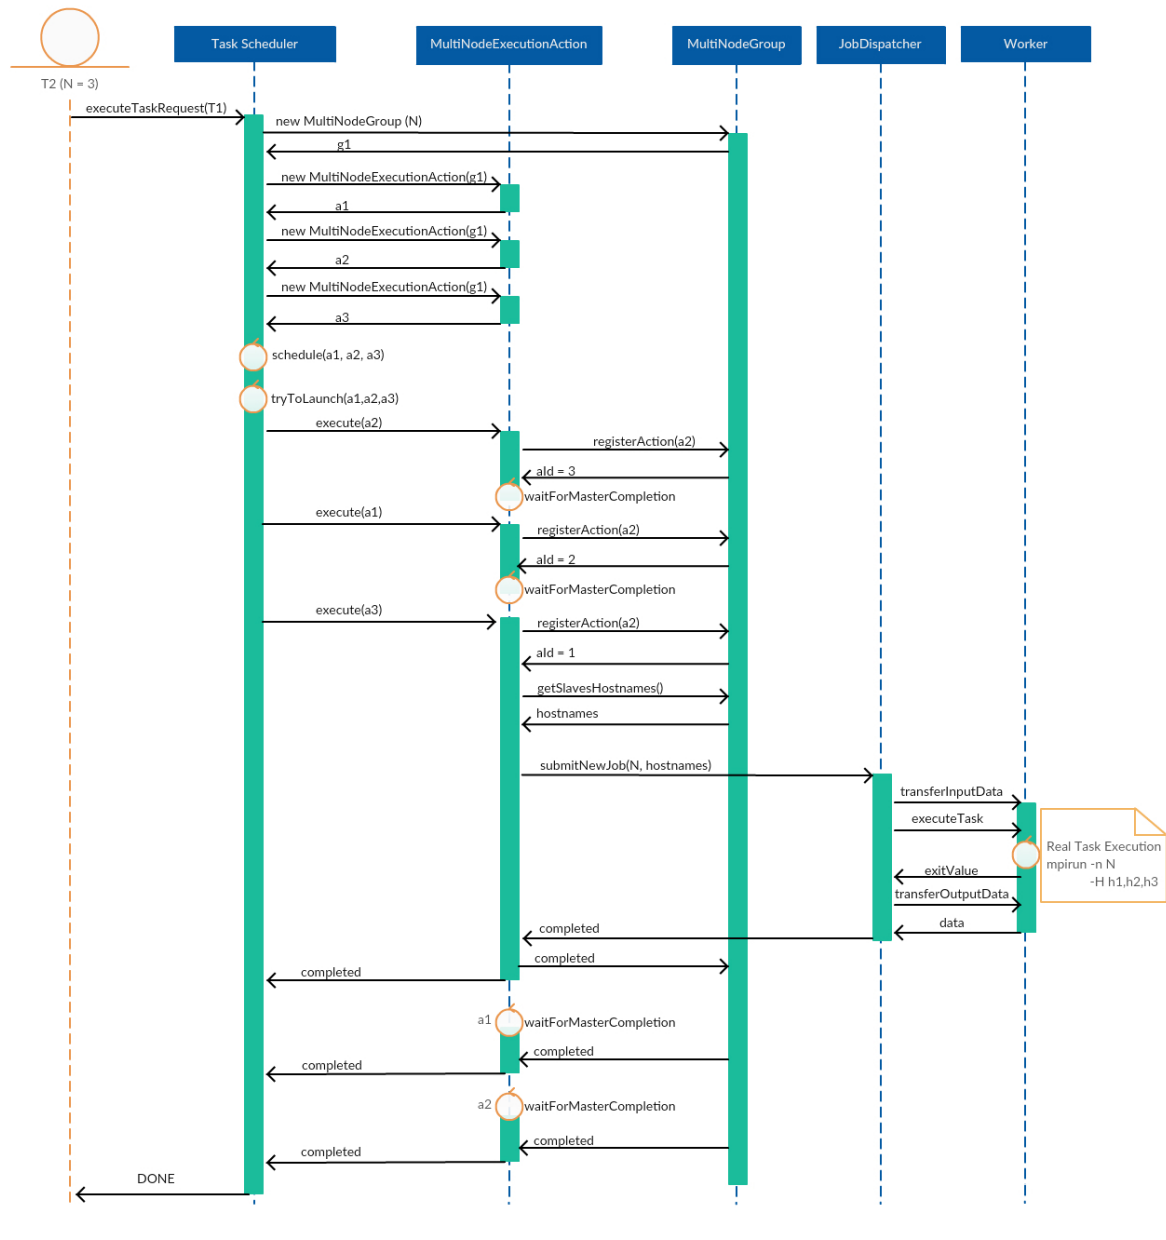 Task Scheduler
MultiNodeExecutionAction
MultiNodeGroup
JobDispatcher
Worker
T2 (N = 3)
executeTaskRequest(T1)
new MultiNodeGroup (N)
g1
new MultiNodeExecutionAction(g1)
a1
new MultiNodeExecutionAction(g1)
a2
new MultiNodeExecutionAction(g1)
a3
schedule(a1, a2, a3)
tryToLaunch(a1,a2,a3)
execute(a2)
registerAction(a2)
aId = 3
waitForMasterCompletion
execute(a1)
registerAction(a2)
aId = 2
waitForMasterCompletion
execute(a3)
registerAction(a2)
aId = 1
getSlavesHostnames()
hostnames
submitNewJob(N, hostnames)
transferInputData
executeTask
Real Task Execution
mpirun -n N
-H h1,h2,h3
exitValue
transferOutputData
data
completed
completed
completed
a1
waitForMasterCompletion
completed
completed
a2
waitForMasterCompletion
completed
completed
DONE